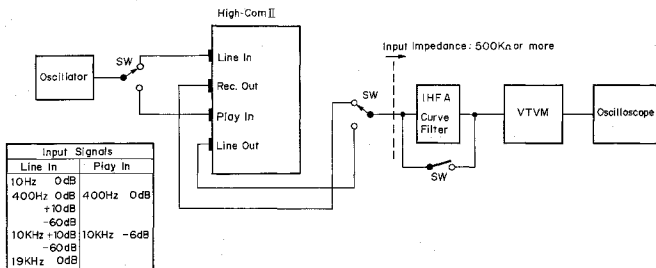 High-Com II
Input Impedance: 500KΩ or more
SW
Oscillator
Line In
Rec. Out
Play In
Line Out
SW
IHF A
Curve
Filter
VTVM
Oscilloscope
SW
Input Signals
Line In Play In
10Hz 0dB
400Hz 0dB 400Hz 0dB
+10dB
-60dB
10KHz +10dB 10KHz -6dB
-60dB
19KHz 0dB